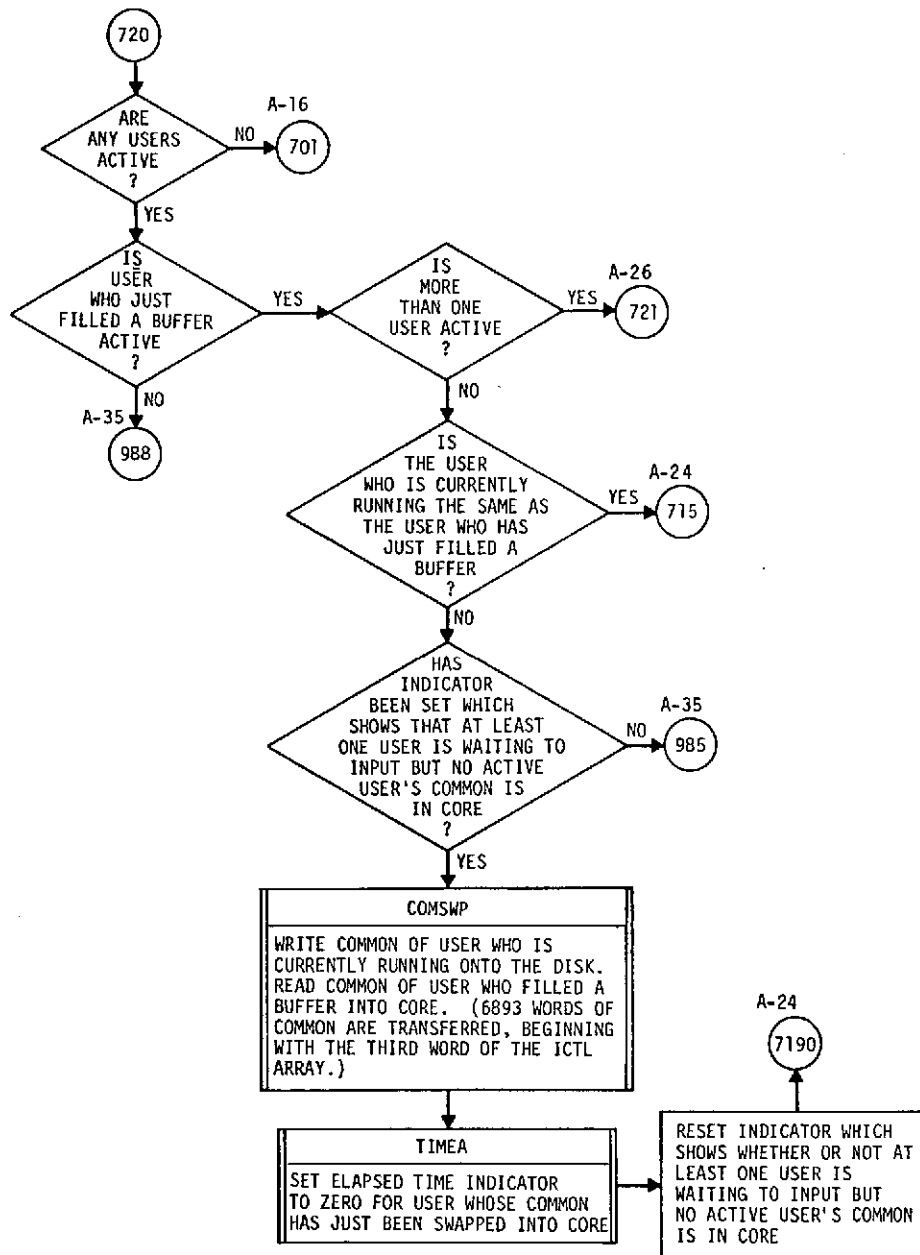 720
ARE
ANY USERS
ACTIVE
?
NO
A-16
701
YES
IS
USER
WHO JUST
FILLED A BUFFER
ACTIVE
?
YES
NO
A-35
988
IS
MORE
THAN ONE
USER ACTIVE
?
YES
A-26
721
NO
IS
THE USER
WHO IS CURRENTLY
RUNNING THE SAME AS
THE USER WHO HAS
JUST FILLED A
BUFFER
?
YES
A-24
715
NO
HAS
INDICATOR
BEEN SET WHICH
SHOWS THAT AT LEAST
ONE USER IS WAITING TO
INPUT BUT NO ACTIVE
USER'S COMMON IS
IN CORE
?
NO
A-35
985
YES
COMSWP
WRITE COMMON OF USER WHO IS
CURRENTLY RUNNING ONTO THE DISK.
READ COMMON OF USER WHO FILLED A
BUFFER INTO CORE. (6893 WORDS OF
COMMON ARE TRANSFERRED, BEGINNING
WITH THE THIRD WORD OF THE ICTL
ARRAY.)
TIMEA
SET ELAPSED TIME INDICATOR
TO ZERO FOR USER WHOSE COMMON
HAS JUST BEEN SWAPPED INTO CORE
A-24
7190
RESET INDICATOR WHICH
SHOWS WHETHER OR NOT AT
LEAST ONE USER IS
WAITING TO INPUT BUT
NO ACTIVE USER'S COMMON
IS IN CORE